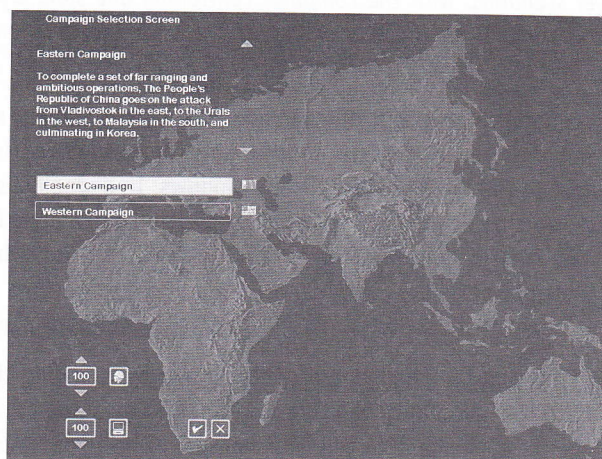 Campaign Selection Screen
Eastern Campaign
To complete a set of far ranging and
ambitious operations, The People's
Republic of China goes on the attack
from Vladivostok in the east, to the Urals
in the west, to Malaysia in the south, and
culminating in Korea.
Eastern Campaign
Western Campaign
100
100